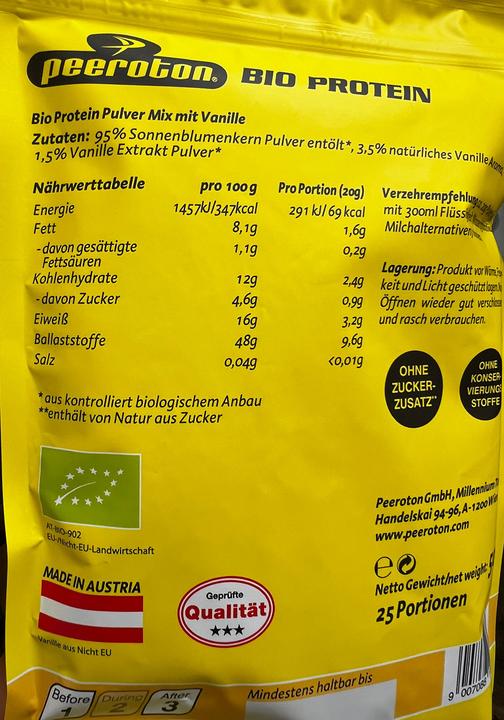 peeroton® BIO PROTEIN
Bio Protein Pulver Mix mit Vanille
Zutaten: 95% Sonnenblumenkern Pulver entölt*, 3,5% natürliches Vanille
1,5% Vanille Extrakt Pulver*
Nährwerttabelle pro 100g Pro Portion (20g)
Energie 1457kJ/347kcal 291 kJ/ 69 kcal
Fett 8,1g 1,6g
-davon gesättigte
Fettsäuren 1,1g 0,2g
Kohlenhydrate 12g 2,4g
-davon Zucker 4,6g 0,9g
Eiweiß 16g 3,2g
Ballaststoffe 48g 9,6g
Salz 0,04g <0,01g
Verzehrempfehlung
mit 300ml
Milchalternativen
Lagerung: Produkt vor Wärme,
keit und Licht geschützt lagern.
Öffnen wieder gut
und rasch verbrauchen.
OHNE
ZUCKER-
ZUSATZ**
OHNE
KONSER-
VIERUNGS
STOFFE
*aus kontrolliert biologischem Anbau
**enthält von Natur aus Zucker
AT-BIO-902
EU-/Nicht-EU-Landwirtschaft
Peeroton GmbH, Millennium
Handelskai 94-96, A-1200
www.peeroton.com
e
Netto Gewicht/net weight:
25 Portionen
MADE IN AUSTRIA
Vanille aus Nicht EU
Geprüfte
Qualität
Before During After
1 2 3
Mindestens haltbar bis
9 007068